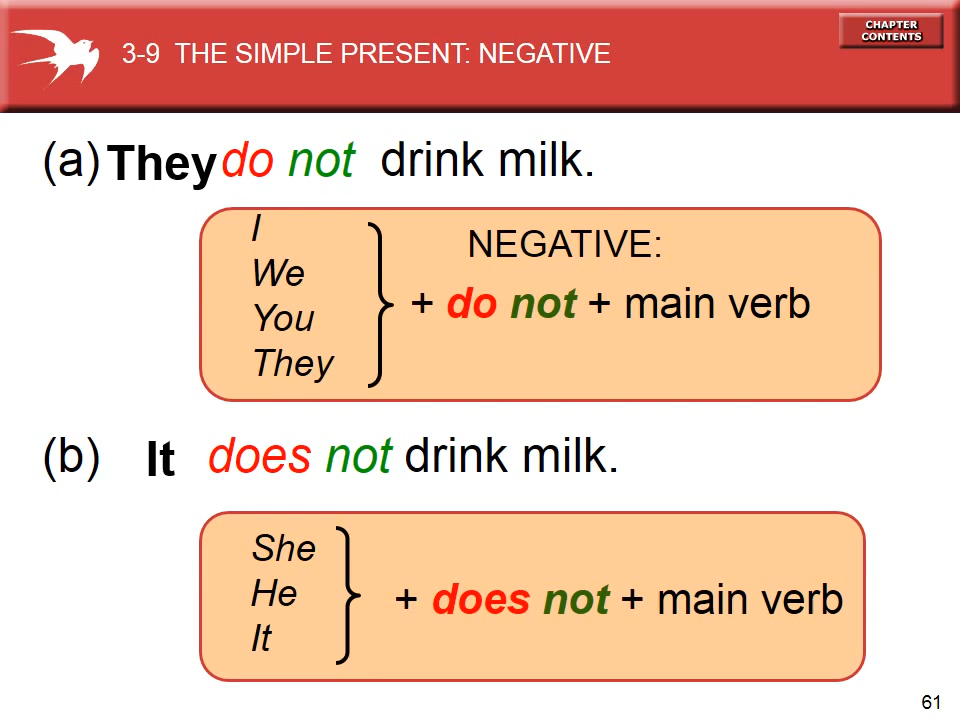 3-9 THE SIMPLE PRESENT: NEGATIVE
CHAPTER
CONTENTS
(a) They do not drink milk.
I
We
You
They
NEGATIVE:
+ do not + main verb
(b) It does not drink milk.
She
He
It
+ does not + main verb
61